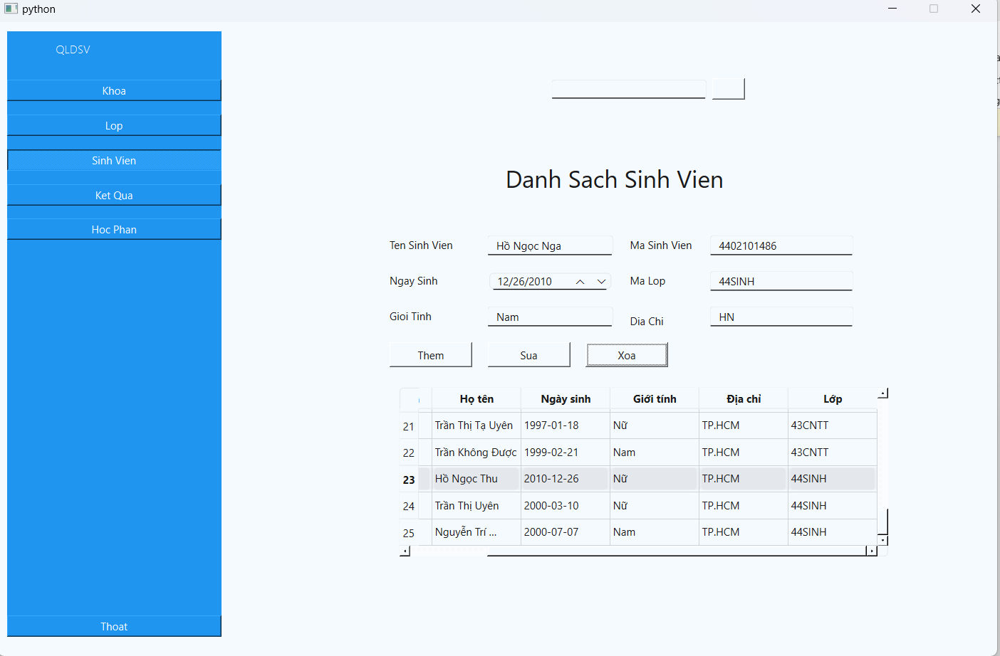 python
QLDSV
Khoa
Lop
Sinh Vien
Ket Qua
Hoc Phan
Thoat
Danh Sach Sinh Vien
Ten Sinh Vien Hồ Ngọc Nga Ma Sinh Vien 4402101486
Ngay Sinh 12/26/2010 Ma Lop 44SINH
Gioi Tinh Nam Dia Chi HN
Them Sua Xoa
Họ tên Ngày sinh Giới tính Địa chỉ Lớp
21 Trần Thị Tạ Uyên 1997-01-18 Nữ TP.HCM 43CNTT
22 Trần Không Được 1999-02-21 Nam TP.HCM 43CNTT
23 Hồ Ngọc Thu 2010-12-26 Nữ TP.HCM 44SINH
24 Trần Thị Uyên 2000-03-10 Nữ TP.HCM 44SINH
25 Nguyễn Trí ... 2000-07-07 Nam TP.HCM 44SINH